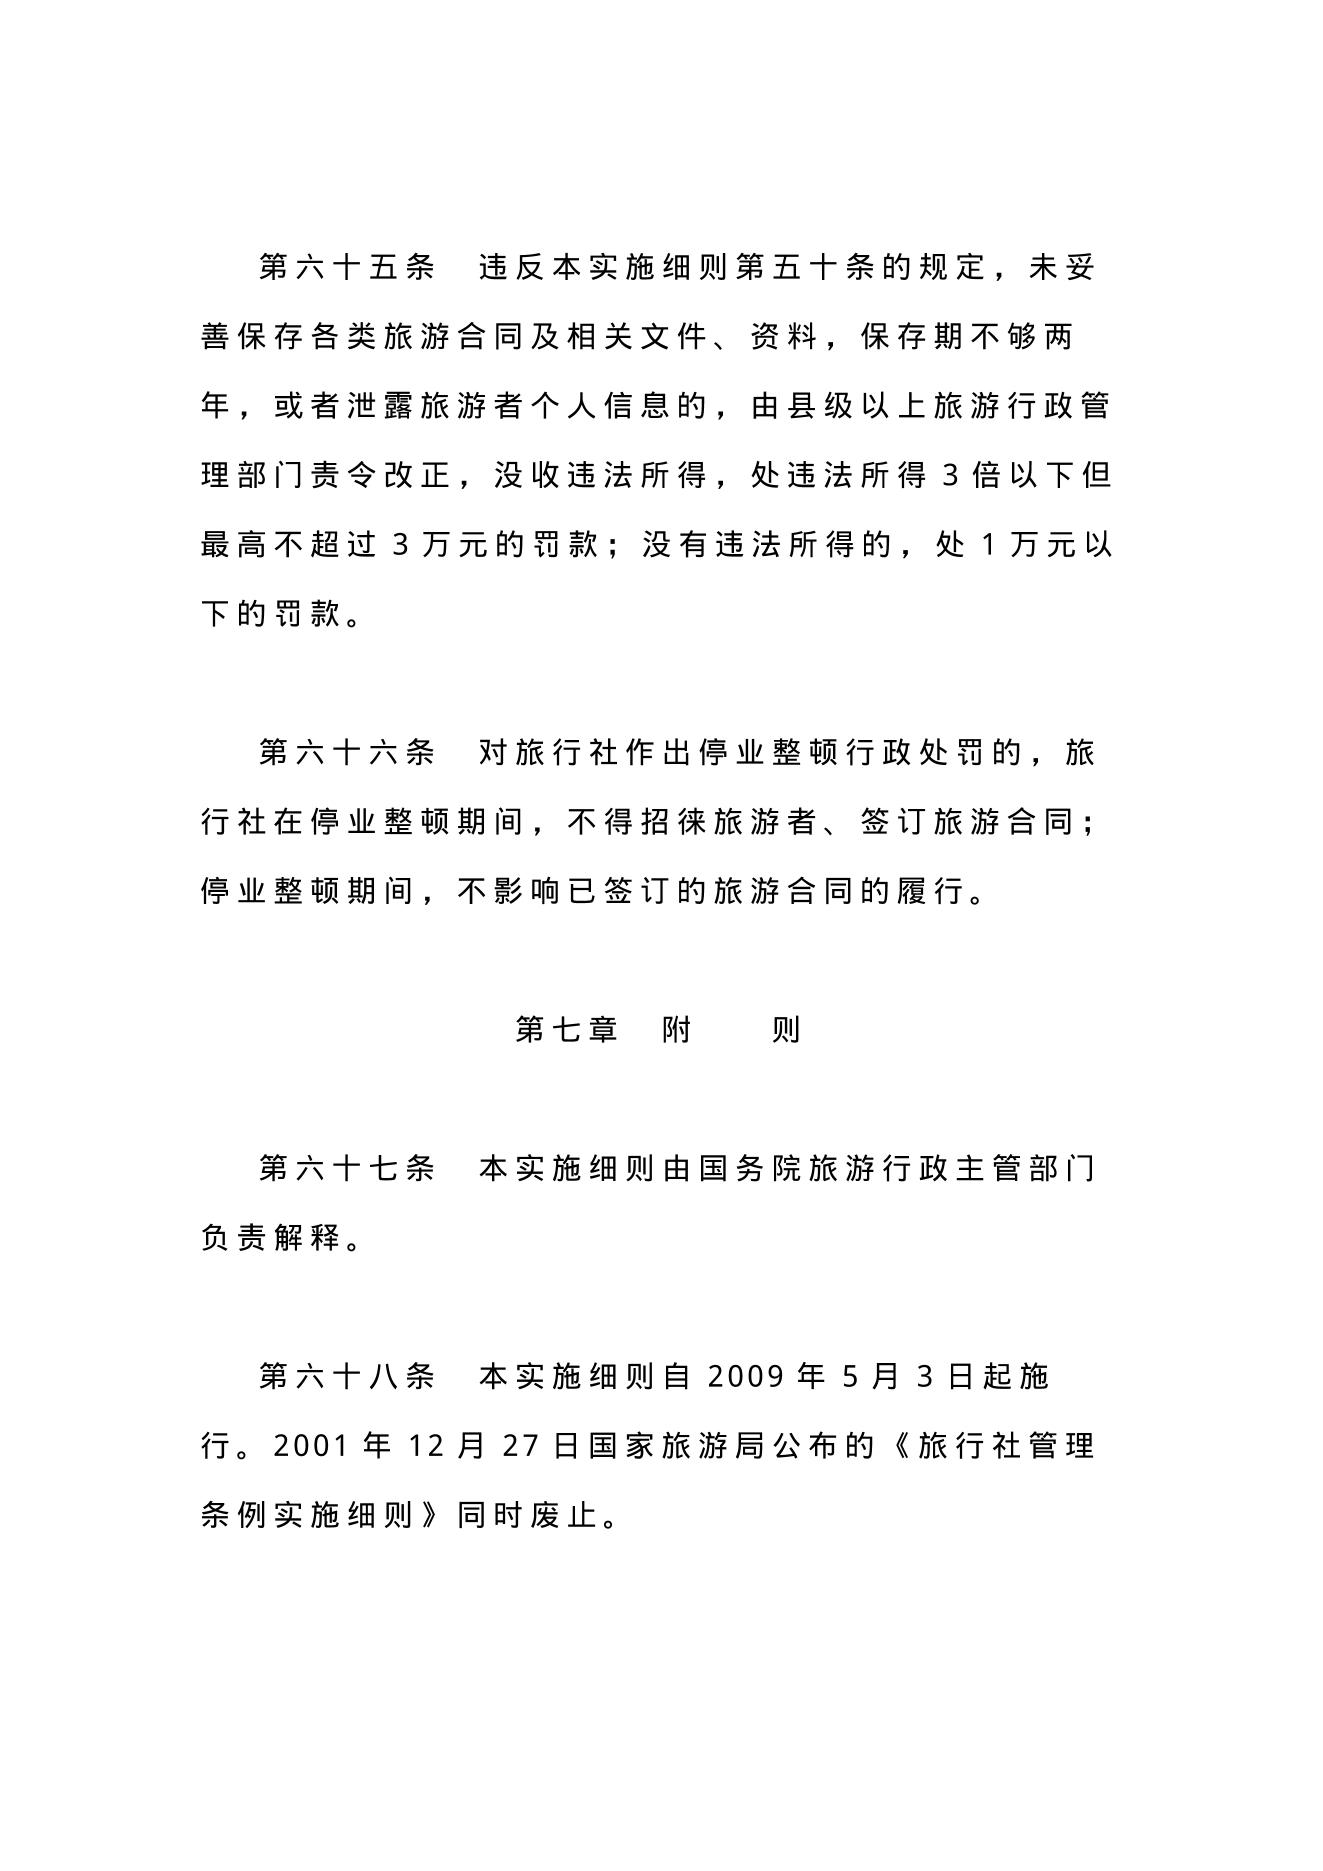 第六十五条　违反本实施细则第五十条的规定，未妥
善保存各类旅游合同及相关文件、资料，保存期不够两
年，或者泄露旅游者个人信息的，由县级以上旅游行政管
理部门责令改正，没收违法所得，处违法所得 3 倍以下但
最高不超过 3 万元的罚款；没有违法所得的，处 1 万元以
下的罚款。
第六十六条　对旅行社作出停业整顿行政处罚的，旅
行社在停业整顿期间，不得招徕旅游者、签订旅游合同；
停业整顿期间，不影响已签订的旅游合同的履行。
第七章　附　　则
第六十七条　本实施细则由国务院旅游行政主管部门
负责解释。
第六十八条　本实施细则自 2009 年 5 月 3 日起施
行。2001 年 12 月 27 日国家旅游局公布的《旅行社管理
条例实施细则》同时废止。